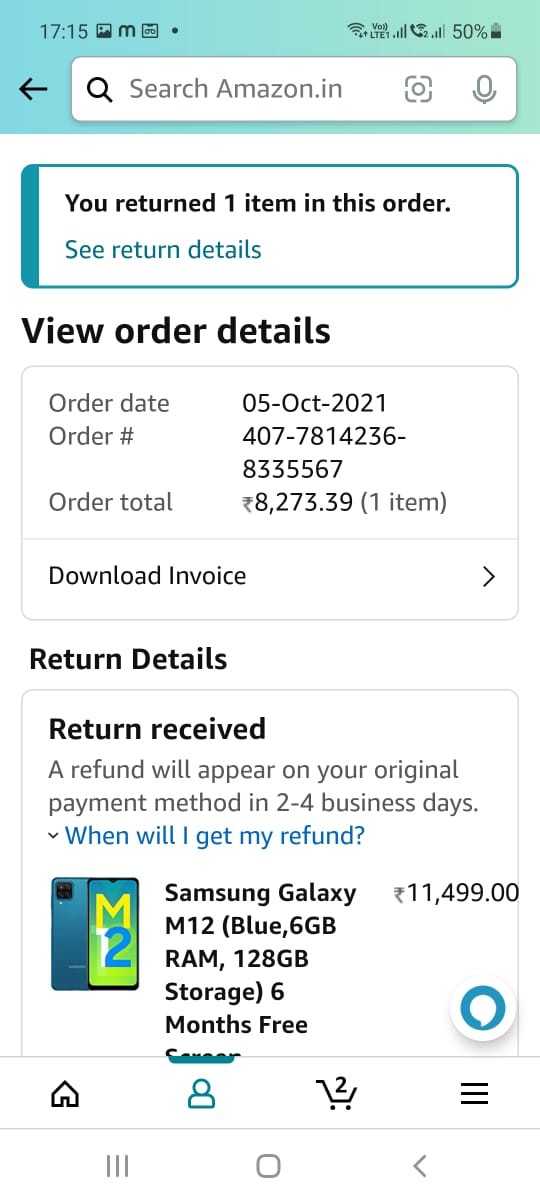 17:15 m Vo)) LTE1 2 50%
Search Amazon.in
You returned 1 item in this order.
See return details
View order details
Order date 05-Oct-2021
Order # 407-7814236-
8335567
Order total ₹8,273.39 (1 item)
Download Invoice
Return Details
Return received
A refund will appear on your original
payment method in 2-4 business days.
When will I get my refund?
Samsung Galaxy ₹11,499.00
M12 (Blue,6GB
RAM, 128GB
Storage) 6
Months Free
Screen
M
12
2